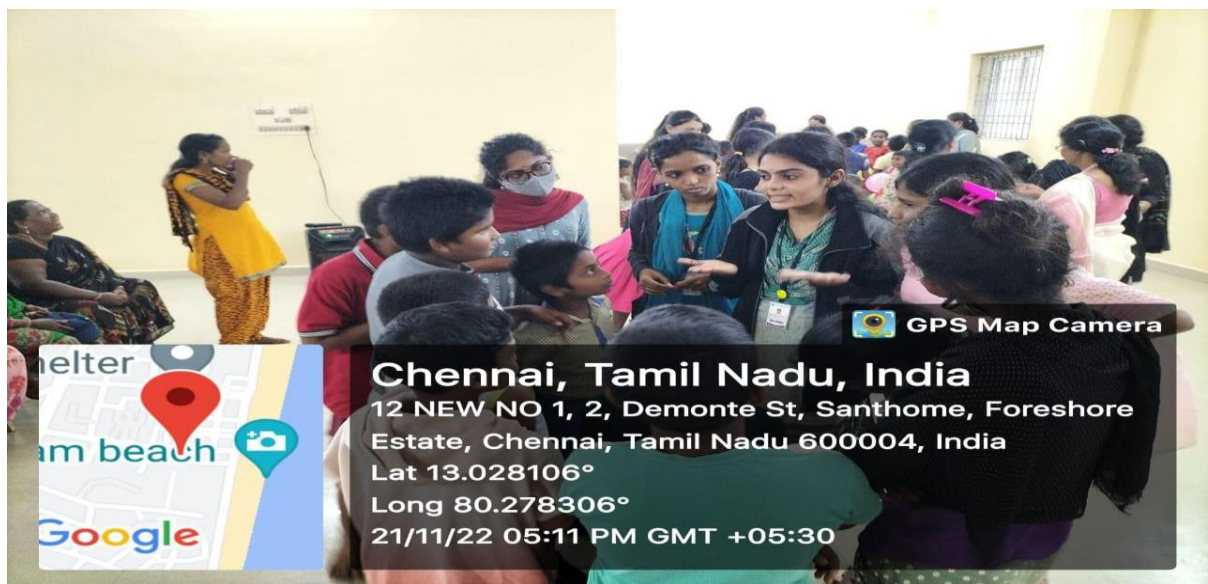 GPS Map Camera
Chennai, Tamil Nadu, India
12 NEW NO 1, 2, Demonte St, Santhome, Foreshore
Estate, Chennai, Tamil Nadu 600004, India
Lat 13.028106°
Long 80.278306°
21/11/22 05:11 PM GMT +05:30
helter
am beach
Google